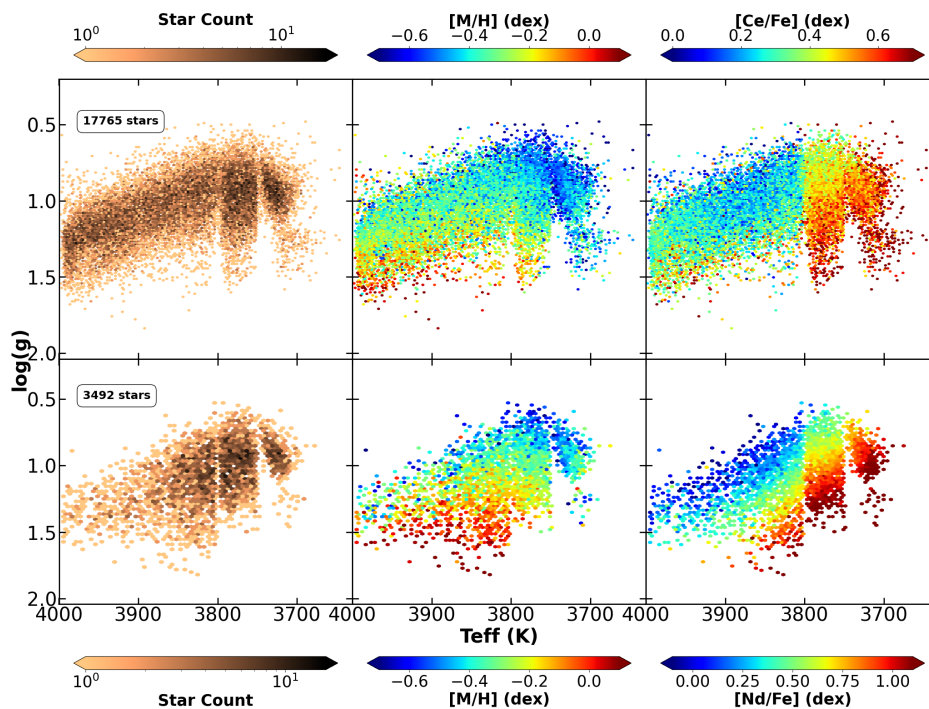 Star Count
[M/H] (dex)
[Ce/Fe] (dex)
10⁰ 10¹
−0.6 −0.4 −0.2 0.0
0.0 0.2 0.4 0.6
17765 stars
0.5
1.0
1.5
2.0
log(g)
3492 stars
0.5
1.0
1.5
2.0
4000 3900 3800 3700
4000 3900 3800 3700
4000 3900 3800 3700
Teff (K)
10⁰ 10¹
−0.6 −0.4 −0.2 0.0
0.00 0.25 0.50 0.75 1.00
Star Count
[M/H] (dex)
[Nd/Fe] (dex)